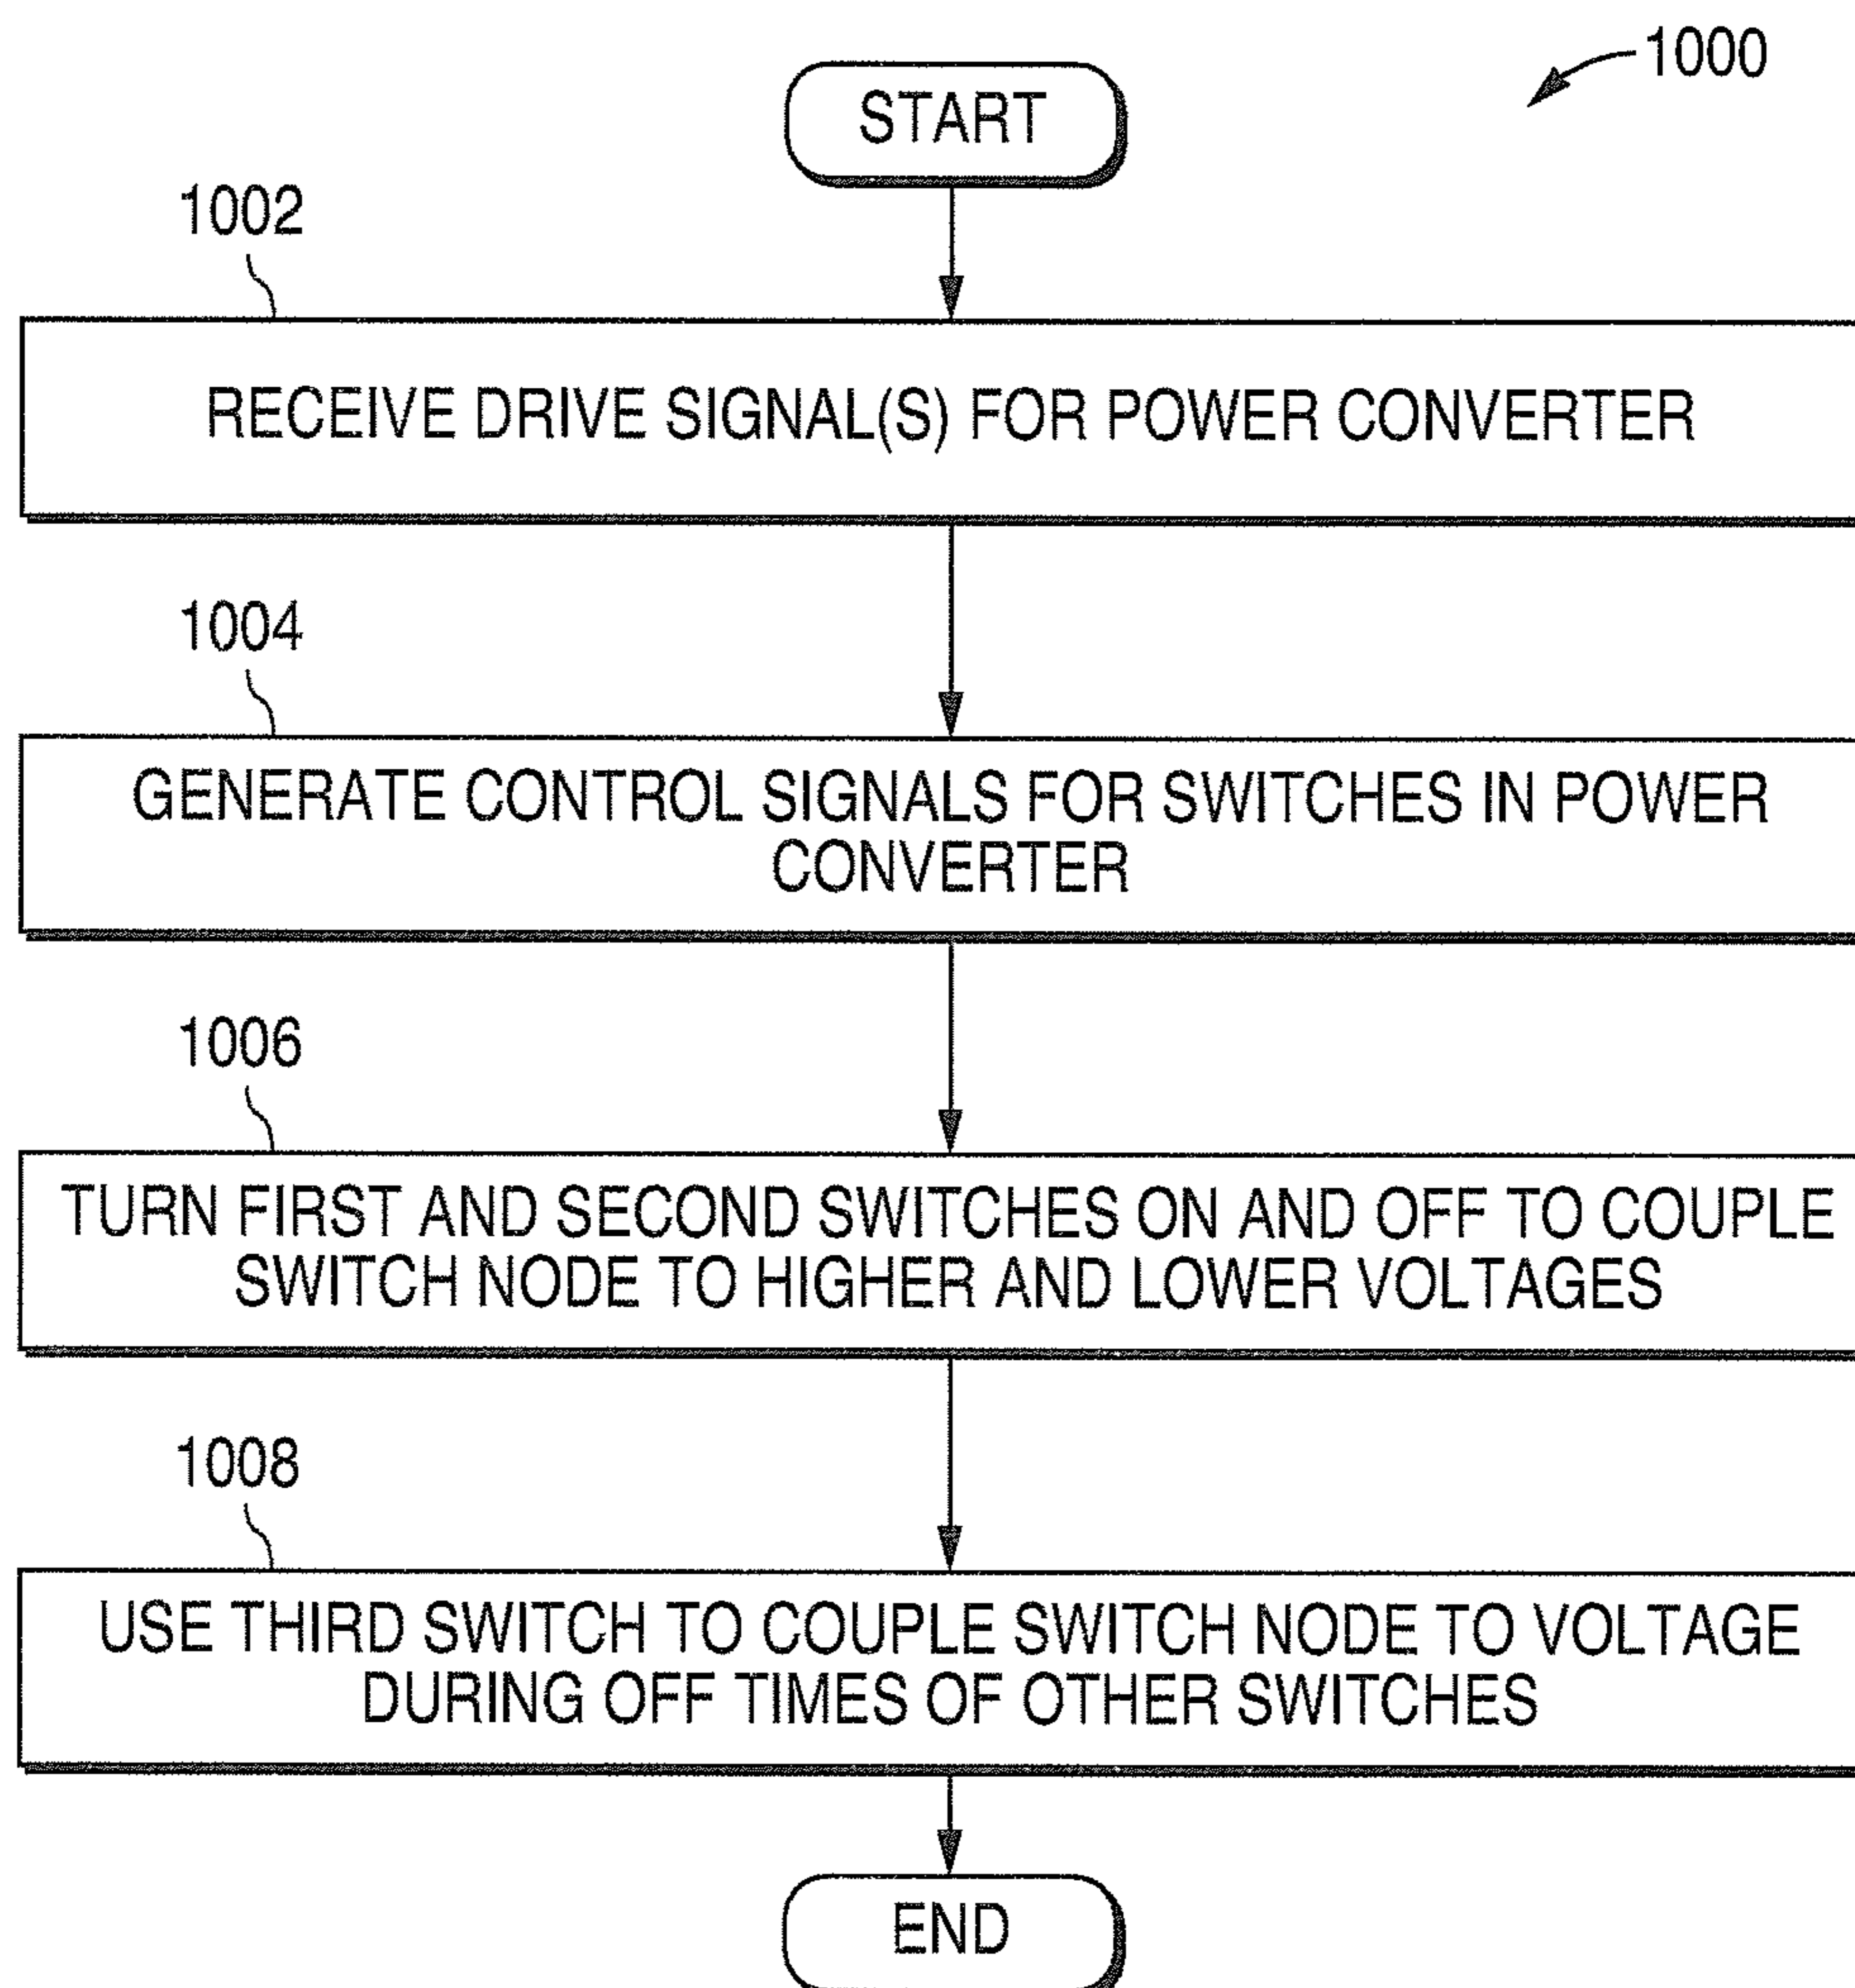 1000
START
1002
RECEIVE DRIVE SIGNAL(S) FOR POWER CONVERTER
1004
GENERATE CONTROL SIGNALS FOR SWITCHES IN POWER
CONVERTER
1006
TURN FIRST AND SECOND SWITCHES ON AND OFF TO COUPLE
SWITCH NODE TO HIGHER AND LOWER VOLTAGES
1008
USE THIRD SWITCH TO COUPLE SWITCH NODE TO VOLTAGE
DURING OFF TIMES OF OTHER SWITCHES
END